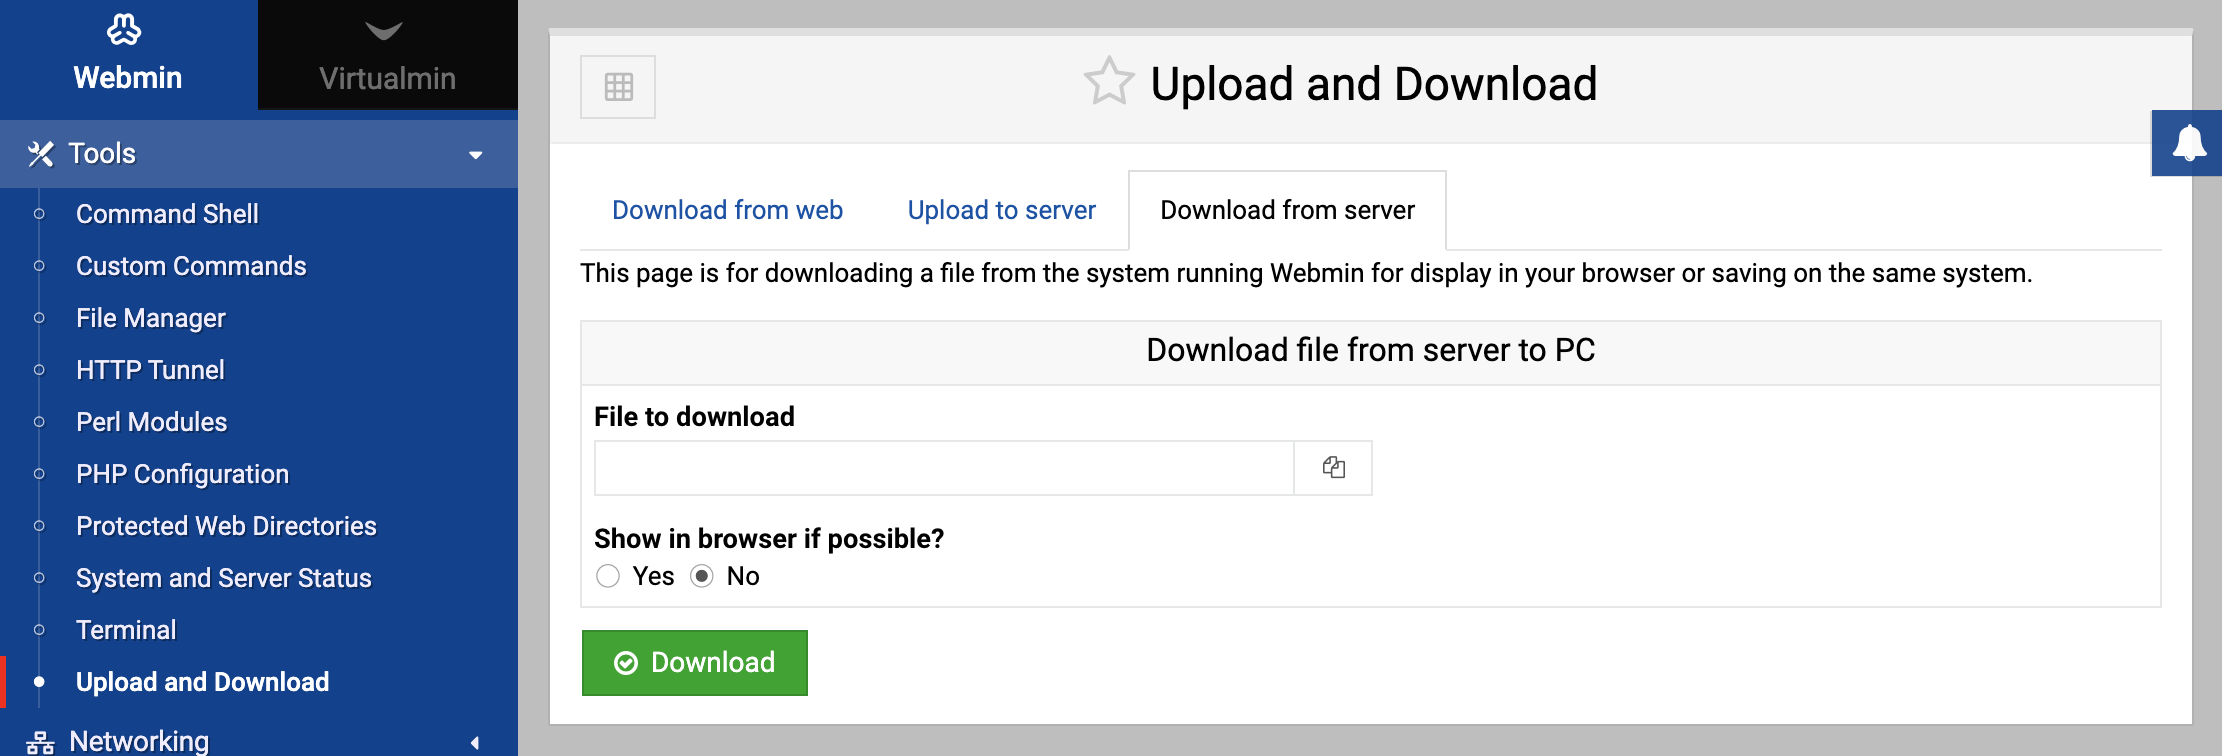 Webmin
Virtualmin
Tools
Command Shell
Custom Commands
File Manager
HTTP Tunnel
Perl Modules
PHP Configuration
Protected Web Directories
System and Server Status
Terminal
Upload and Download
Networking
Upload and Download
Download from web
Upload to server
Download from server
This page is for downloading a file from the system running Webmin for display in your browser or saving on the same system.
Download file from server to PC
File to download
Show in browser if possible?
Yes No
Download